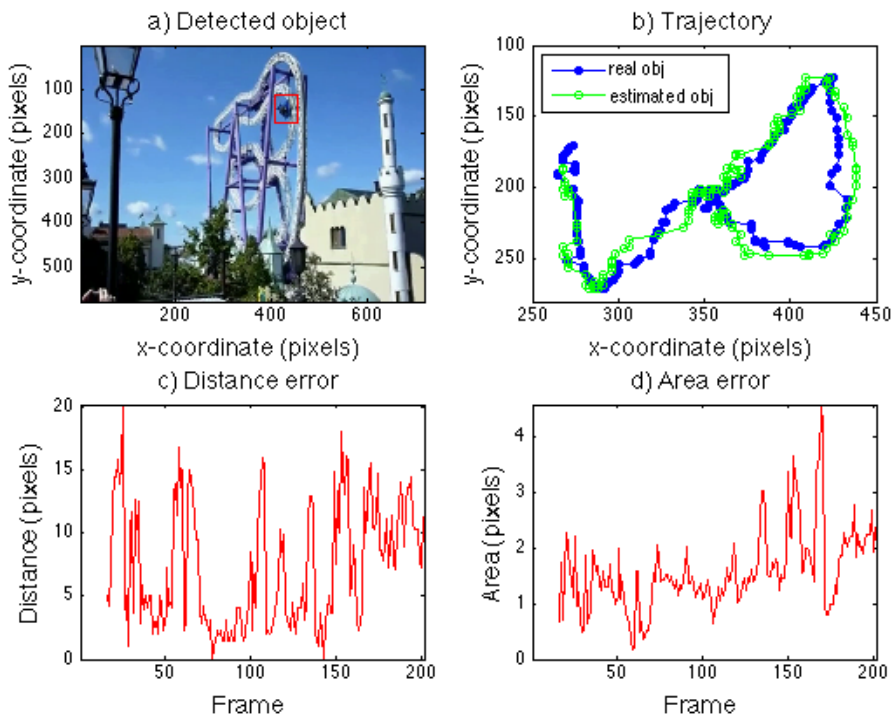 a) Detected object
y-coordinate (pixels)
100
200
300
400
500
200
400
600
x-coordinate (pixels)
b) Trajectory
y-coordinate (pixels)
100
150
200
250
real obj
estimated obj
250
300
350
400
450
x-coordinate (pixels)
c) Distance error
Distance (pixels)
20
15
10
5
0
50
100
150
200
Frame
d) Area error
Area (pixels)
4
3
2
1
0
50
100
150
200
Frame